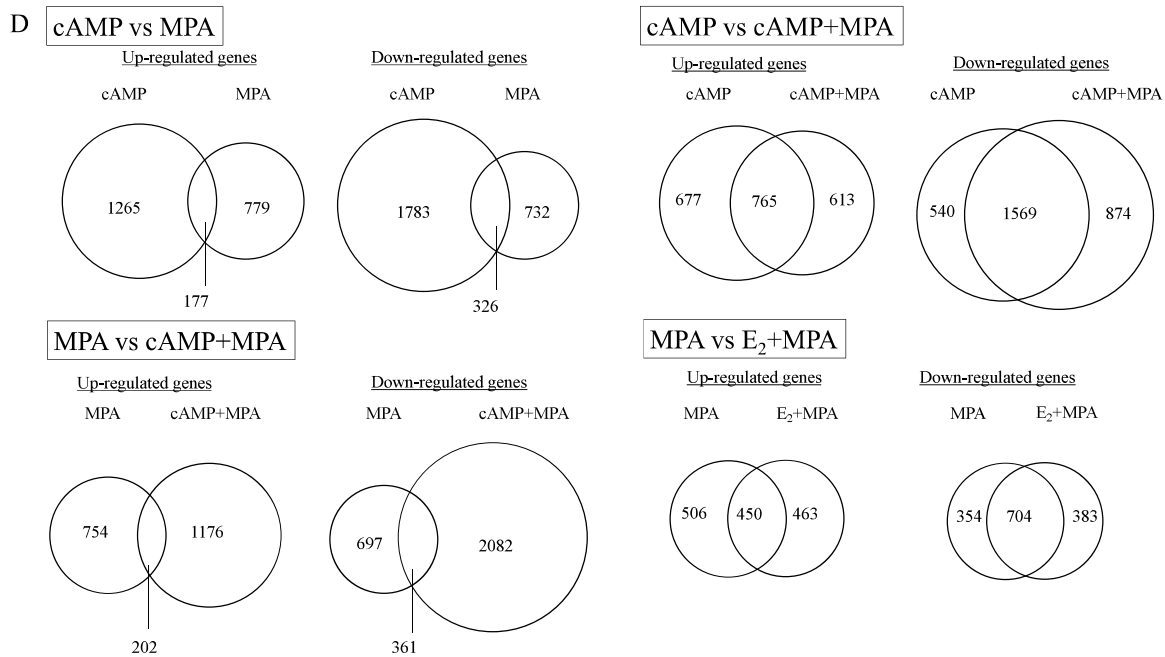 D
cAMP vs MPA
Up-regulated genes
cAMP MPA
1265 779
177
Down-regulated genes
cAMP MPA
1783 732
326
cAMP vs cAMP+MPA
Up-regulated genes
cAMP cAMP+MPA
677 765 613
Down-regulated genes
cAMP cAMP+MPA
540 1569 874
MPA vs cAMP+MPA
Up-regulated genes
MPA cAMP+MPA
754 1176
202
Down-regulated genes
MPA cAMP+MPA
697 2082
361
MPA vs E₂+MPA
Up-regulated genes
MPA E₂+MPA
506 450 463
Down-regulated genes
MPA E₂+MPA
354 704 383